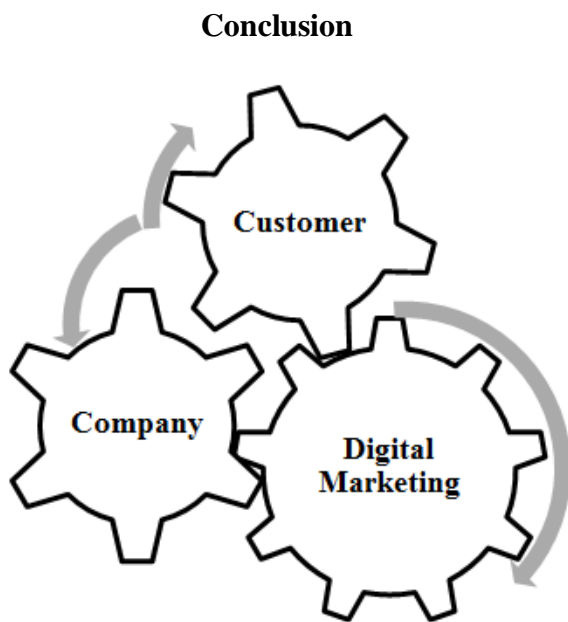 Conclusion
Customer
Company
Digital
Marketing